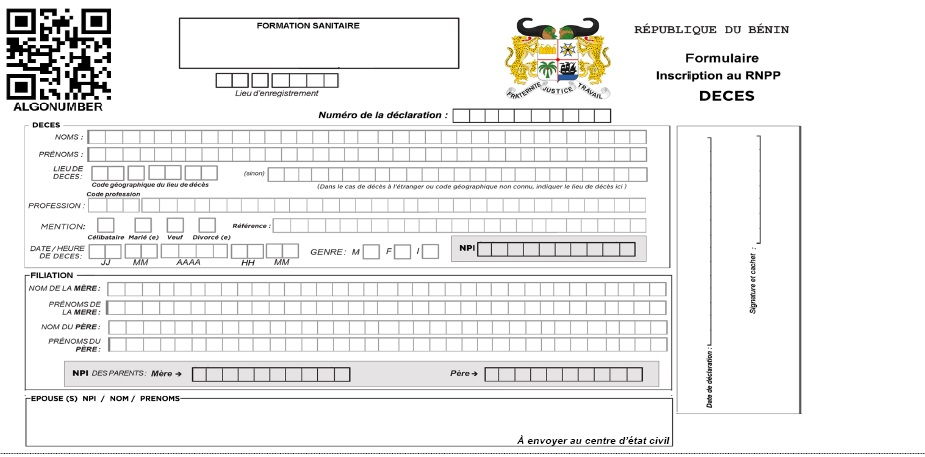 ALGONUMBER
FORMATION SANITAIRE
Lieu d'enregistrement
FRATERNITE JUSTICE TRAVAIL
RÉPUBLIQUE DU BÉNIN
Formulaire
Inscription au RNPP
DECES
Numéro de la déclaration :
DECES
NOMS :
PRÉNOMS :
LIEU DE
DECES:
(sinon)
Code géographique du lieu de décès
(Dans le cas de décès à l'étranger ou code géographique non connu, indiquer le lieu de décès ici )
Code profession
PROFESSION :
MENTION:
Référence :
Célibataire Marié (e) Veuf Divorcé (e)
DATE / HEURE
DE DECES:
GENRE : M F I
NPI
JJ MM AAAA HH MM
FILIATION
NOM DE LA MÈRE :
PRÉNOMS DE
LA MERE :
NOM DU PÈRE :
PRÉNOMS DU
PÈRE :
NPI DES PARENTS : Mère → Père →
EPOUSE (S) NPI / NOM / PRENOMS
À envoyer au centre d'état civil
Date de déclaration :
Signature et cachet :